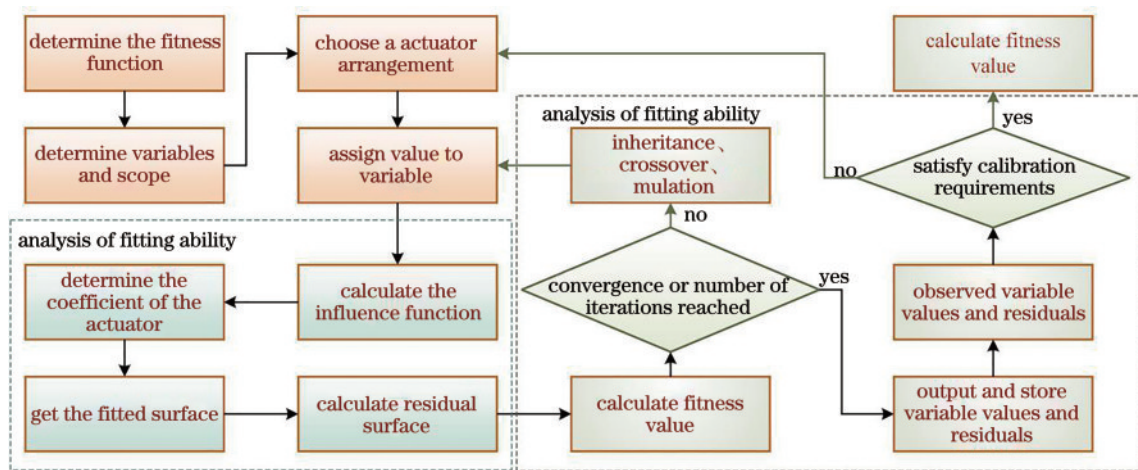 determine the fitness
function
determine variables
and scope
choose a actuator
arrangement
assign value to
variable
analysis of fitting ability
determine the
coefficient of the
actuator
calculate the
influence function
get the fitted surface
calculate residual
surface
analysis of fitting ability
inheritance、
crossover、
mulation
no
convergence or number of
iterations reached
yes
calculate fitness
value
calculate fitness
value
yes
satisfy calibration
requirements
no
observed variable
values and residuals
output and store
variable values and
residuals